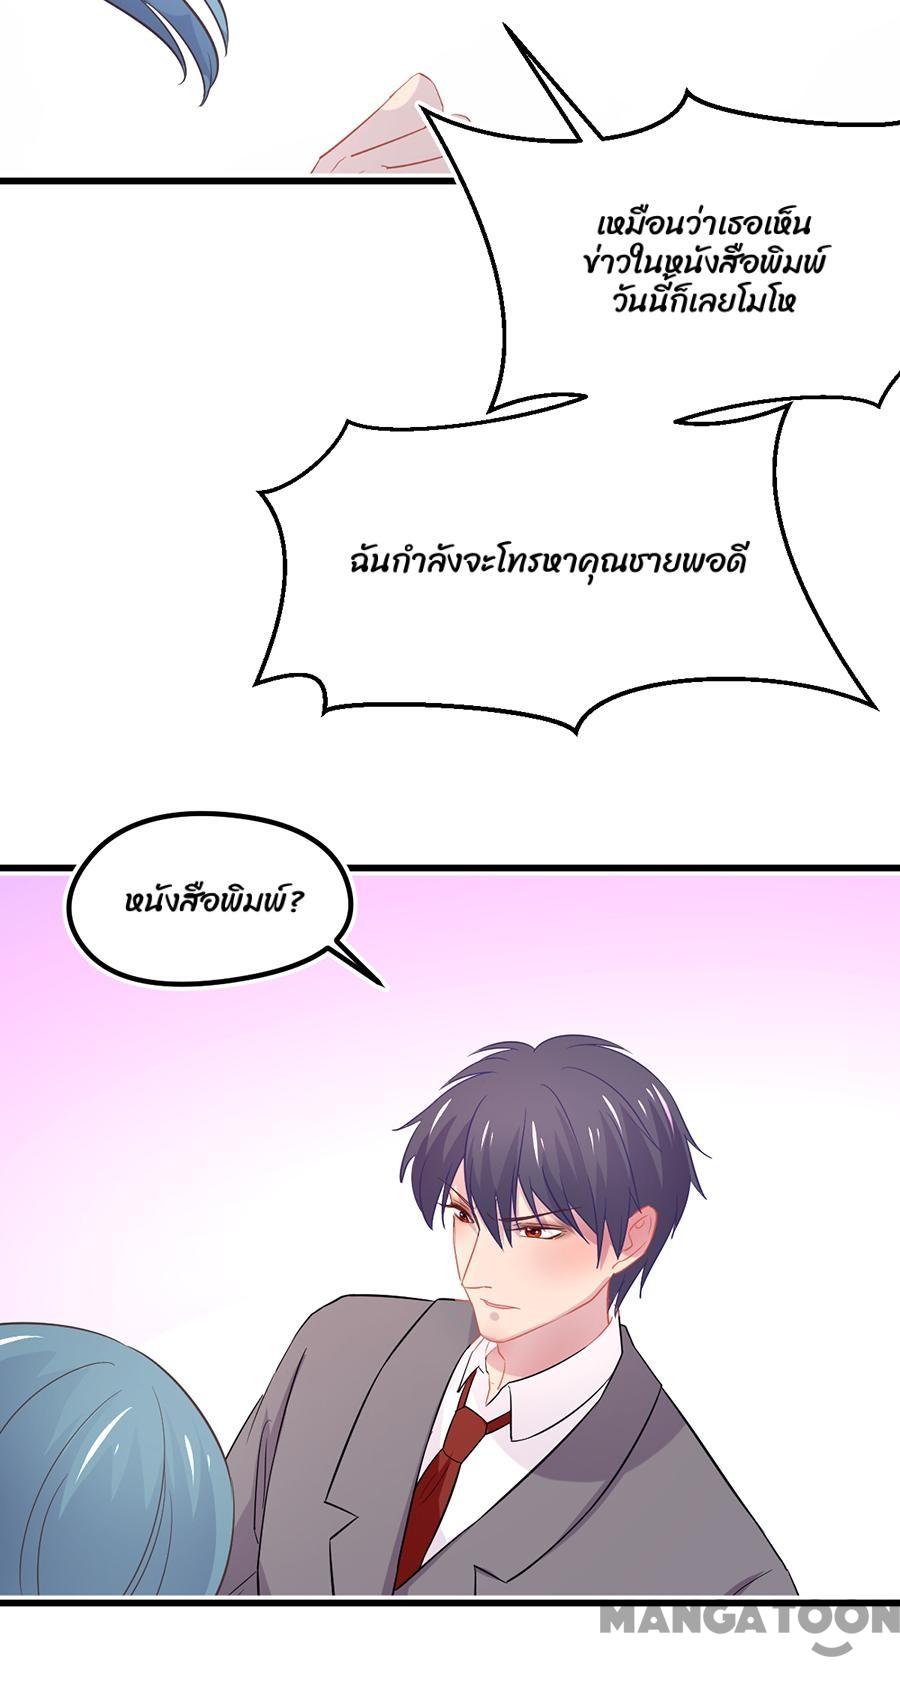 เหมือนว่าเธอเห็น
ข่าวในหนังสือพิมพ์
วันนี้ก็เลยโมโห
ฉันกำลังจะโทรหาคุณชายพอดี
หนังสือพิมพ์?
MANGATOON